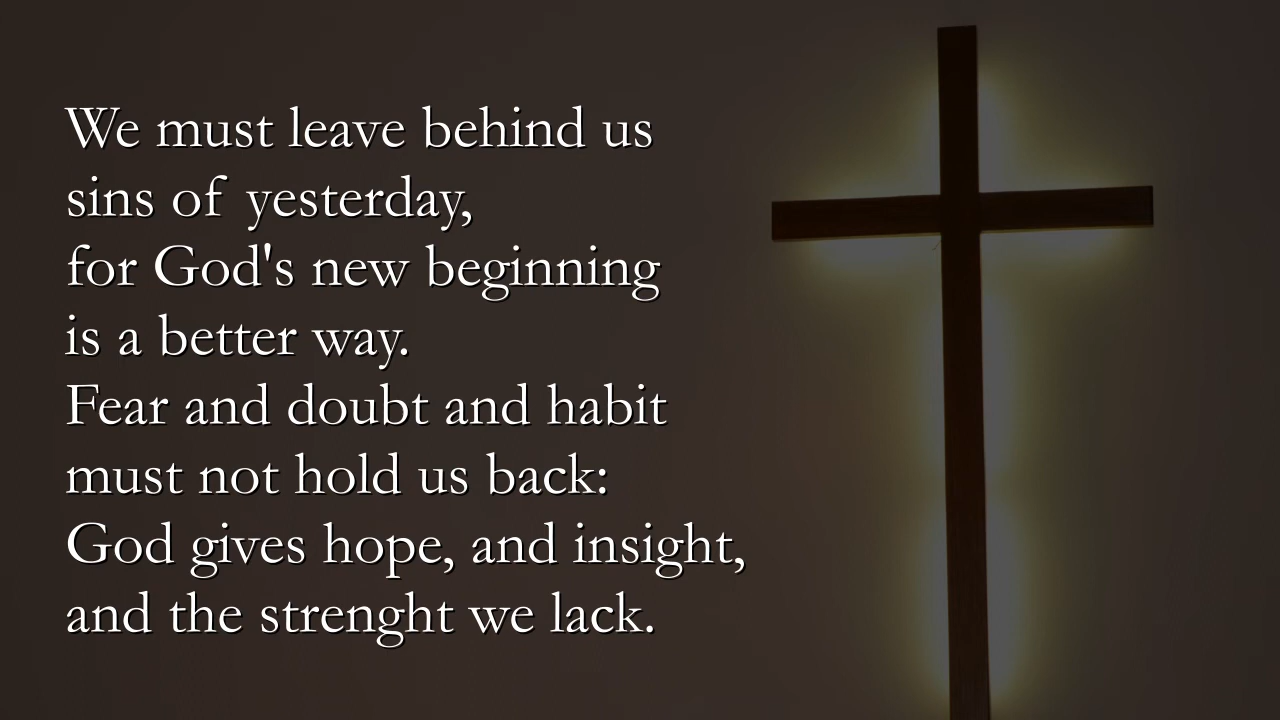 We must leave behind us
sins of yesterday,
for God's new beginning
is a better way.
Fear and doubt and habit
must not hold us back:
God gives hope, and insight,
and the strenght we lack.